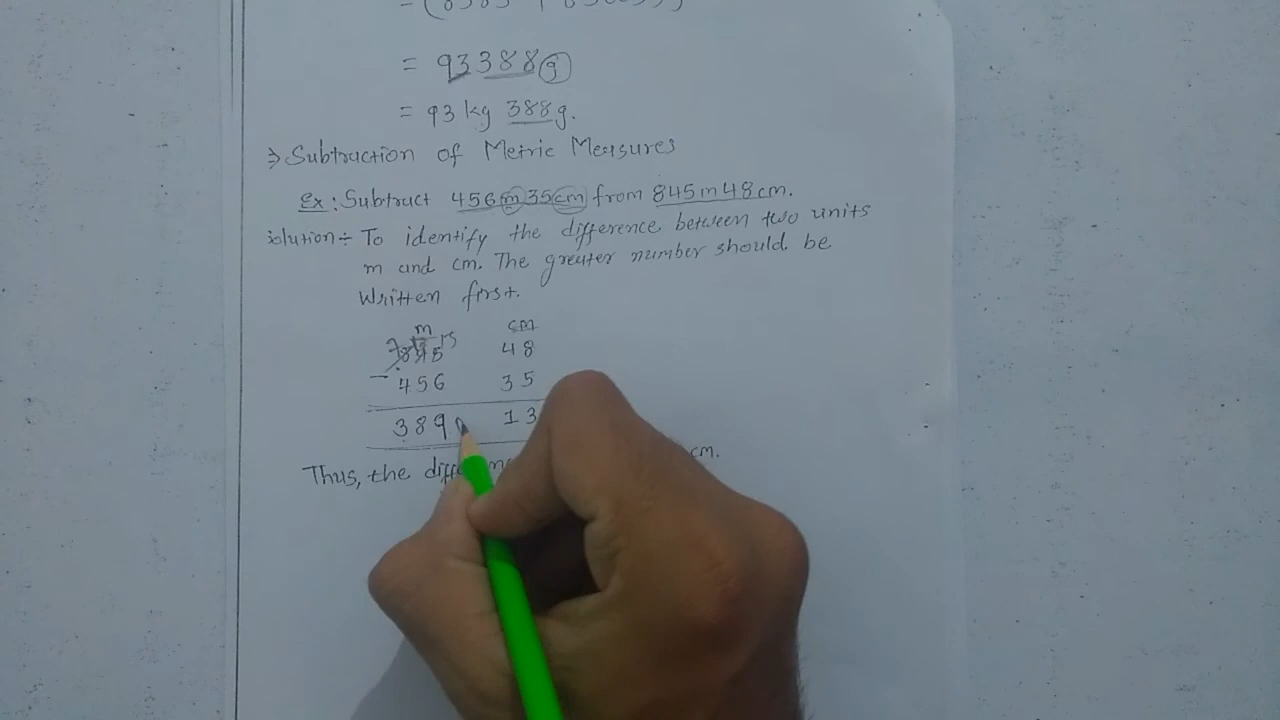 = 93388g
= 93 kg 388g.
⇒ Subtraction of Metric Measures
Ex: Subtract 456m 35cm from 845m 48cm.
Solution÷ To identify the difference between two units
m and cm. The greater number should be
Written first.
m cm
845 15 48
- 456 35
389 13
Thus, the cm.